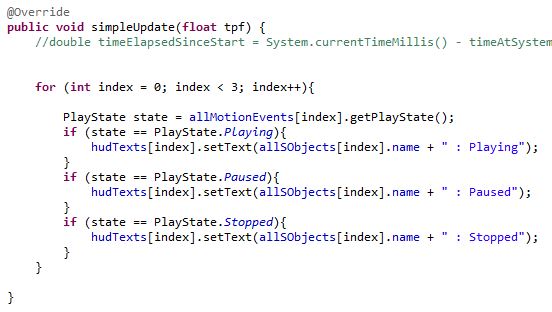 @Override
public void simpleUpdate(float tpf) {
//double timeElapsedSinceStart = System.currentTimeMillis() - timeAtSystem
for (int index = 0; index < 3; index++){
PlayState state = allMotionEvents[index].getPlayState();
if (state == PlayState.Playing){
hudTexts[index].setText(allSObjects[index].name + " : Playing");
}
if (state == PlayState.Paused){
hudTexts[index].setText(allSObjects[index].name + " : Paused");
}
if (state == PlayState.Stopped){
hudTexts[index].setText(allSObjects[index].name + " : Stopped");
}
}
}